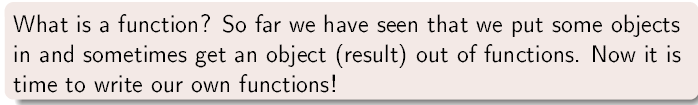 What is a function? So far we have seen that we put some objects
in and sometimes get an object (result) out of functions. Now it is
time to write our own functions!